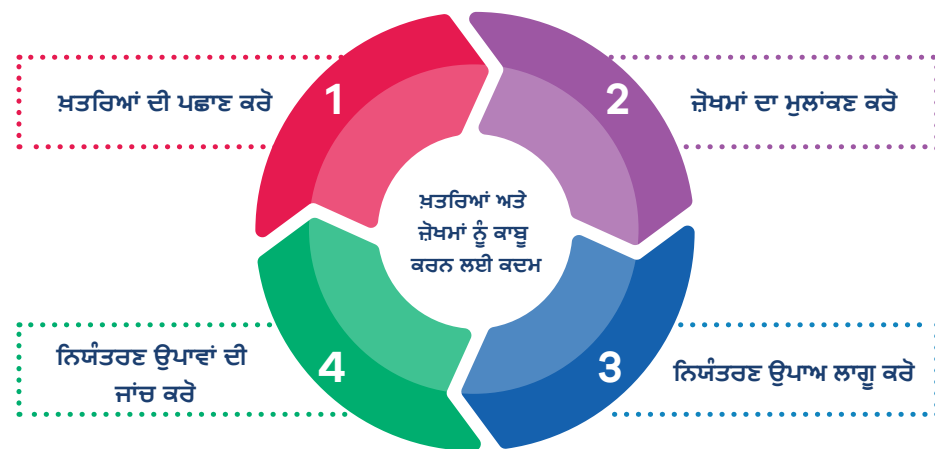 1
ਖ਼ਤਰਿਆਂ ਦੀ ਪਛਾਣ ਕਰੋ
2
ਜ਼ੋਖਮਾਂ ਦਾ ਮੁਲਾਂਕਣ ਕਰੋ
ਖ਼ਤਰਿਆਂ ਅਤੇ
ਜ਼ੋਖਮਾਂ ਨੂੰ ਕਾਬੂ
ਕਰਨ ਲਈ ਕਦਮ
3
ਨਿਯੰਤਰਣ ਉਪਾਅ ਲਾਗੂ ਕਰੋ
4
ਨਿਯੰਤਰਣ ਉਪਾਵਾਂ ਦੀ
ਜਾਂਚ ਕਰੋ